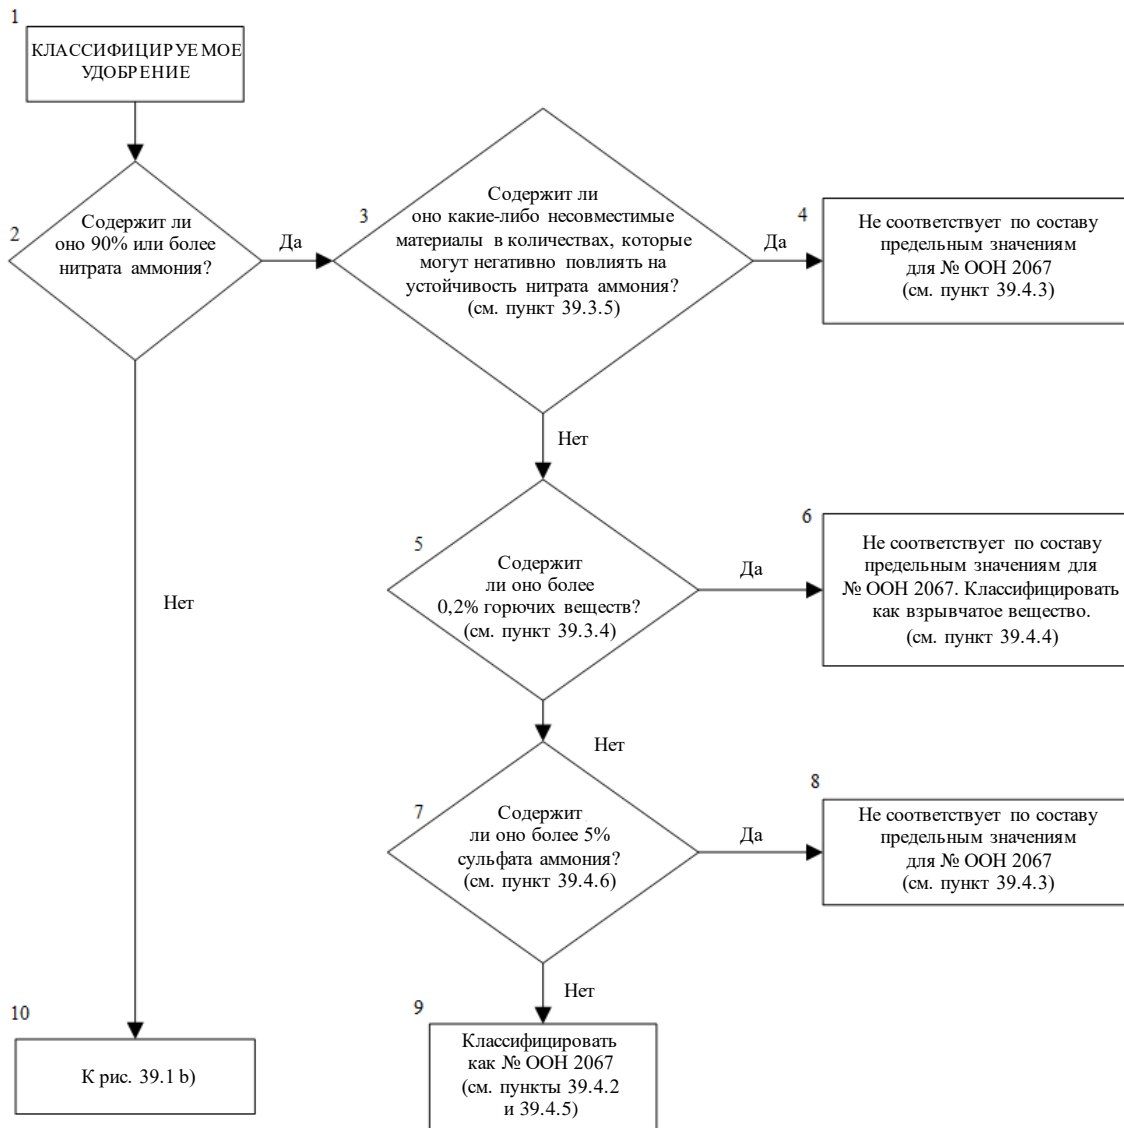 1
КЛАССИФИЦИРУЕМОЕ
УДОБРЕНИЕ
2
Содержит ли
оно 90% или более
нитрата аммония?
Да
3
Содержит ли
оно какие-либо несовместимые
материалы в количествах, которые
могут негативно повлиять на
устойчивость нитрата аммония?
(см. пункт 39.3.5)
Да
4
Не соответствует по составу
предельным значениям
для № ООН 2067
(см. пункт 39.4.3)
Нет
Нет
5
Содержит
ли оно более
0,2% горючих веществ?
(см. пункт 39.3.4)
Да
6
Не соответствует по составу
предельным значениям для
№ ООН 2067. Классифицировать
как взрывчатое вещество.
(см. пункт 39.4.4)
Нет
7
Содержит
ли оно более 5%
сульфата аммония?
(см. пункт 39.4.6)
Да
8
Не соответствует по составу
предельным значениям
для № ООН 2067
(см. пункт 39.4.3)
Нет
9
Классифицировать
как № ООН 2067
(см. пункты 39.4.2
и 39.4.5)
10
К рис. 39.1 b)